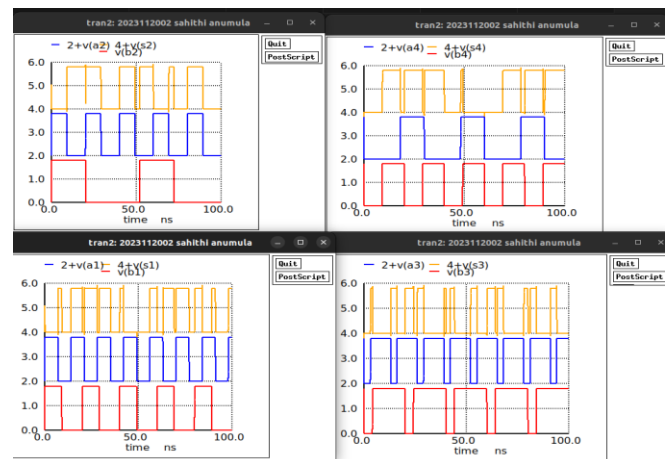 tran2: 2023112002 sahithi anumula
2+v(a2) 4+v(s2)
v(b2)
Quit
PostScript
6.0
5.0
4.0
3.0
2.0
1.0
0.0
0.0 50.0 100.0
time ns
tran2: 2023112002 sahithi anumula
2+v(a4) 4+v(s4)
v(b4)
Quit
PostScript
6.0
5.0
4.0
3.0
2.0
1.0
0.0
0.0 50.0 100.0
time ns
tran2: 2023112002 sahithi anumula
2+v(a1) 4+v(s1)
v(b1)
Quit
PostScript
6.0
5.0
4.0
3.0
2.0
1.0
0.0
0.0 50.0 100.0
time ns
tran2: 2023112002 sahithi anumula
2+v(a3) 4+v(s3)
v(b3)
Quit
PostScript
6.0
5.0
4.0
3.0
2.0
1.0
0.0
0.0 50.0 100.0
time ns